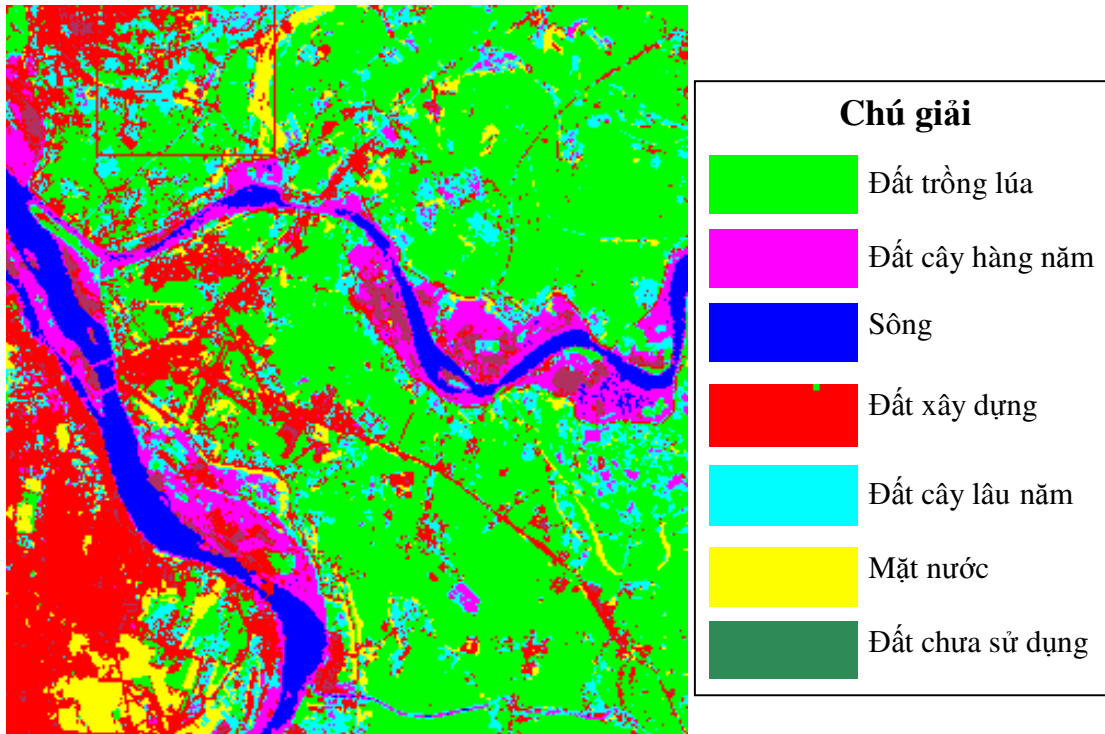 Chú giải
Đất trồng lúa
Đất cây hàng năm
Sông
Đất xây dựng
Đất cây lâu năm
Mặt nước
Đất chưa sử dụng